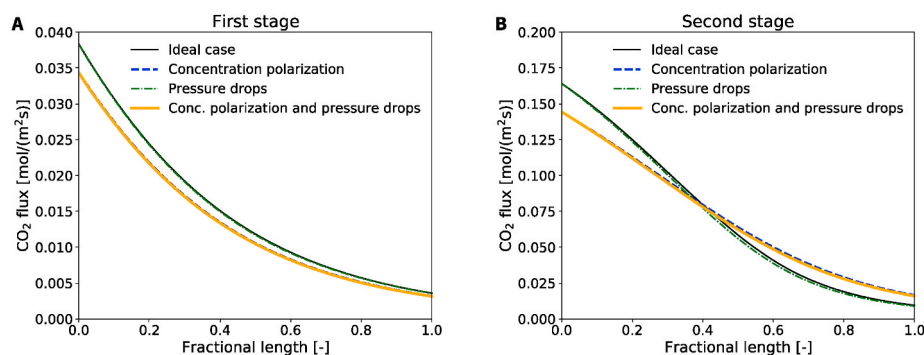 A
First stage
0.040
0.035
0.030
0.025
0.020
0.015
0.010
0.005
0.000
CO₂ flux [mol/(m²s)]
Ideal case
Concentration polarization
Pressure drops
Conc. polarization and pressure drops
0.0 0.2 0.4 0.6 0.8 1.0
Fractional length [-]
B
Second stage
0.200
0.175
0.150
0.125
0.100
0.075
0.050
0.025
0.000
CO₂ flux [mol/(m²s)]
Ideal case
Concentration polarization
Pressure drops
Conc. polarization and pressure drops
0.0 0.2 0.4 0.6 0.8 1.0
Fractional length [-]